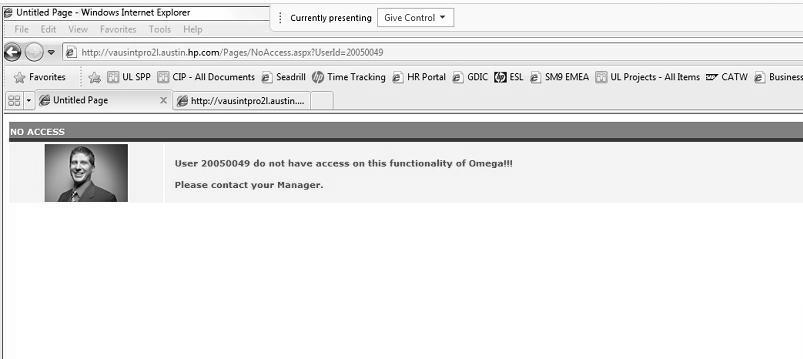 Untitled Page - Windows Internet Explorer
Currently presenting Give Control
File Edit View Favorites Tools Help
http://vausintpro2l.austin.hp.com/Pages/NoAccess.aspx?UserId=20050049
Favorites UL SPP CIP - All Documents Seadrill Time Tracking HR Portal GDIC ESL SM9 EMEA UL Projects - All Items CATW Business
Untitled Page http://vausintpro2l.austin....
NO ACCESS
User 20050049 do not have access on this functionality of Omega!!!
Please contact your Manager.